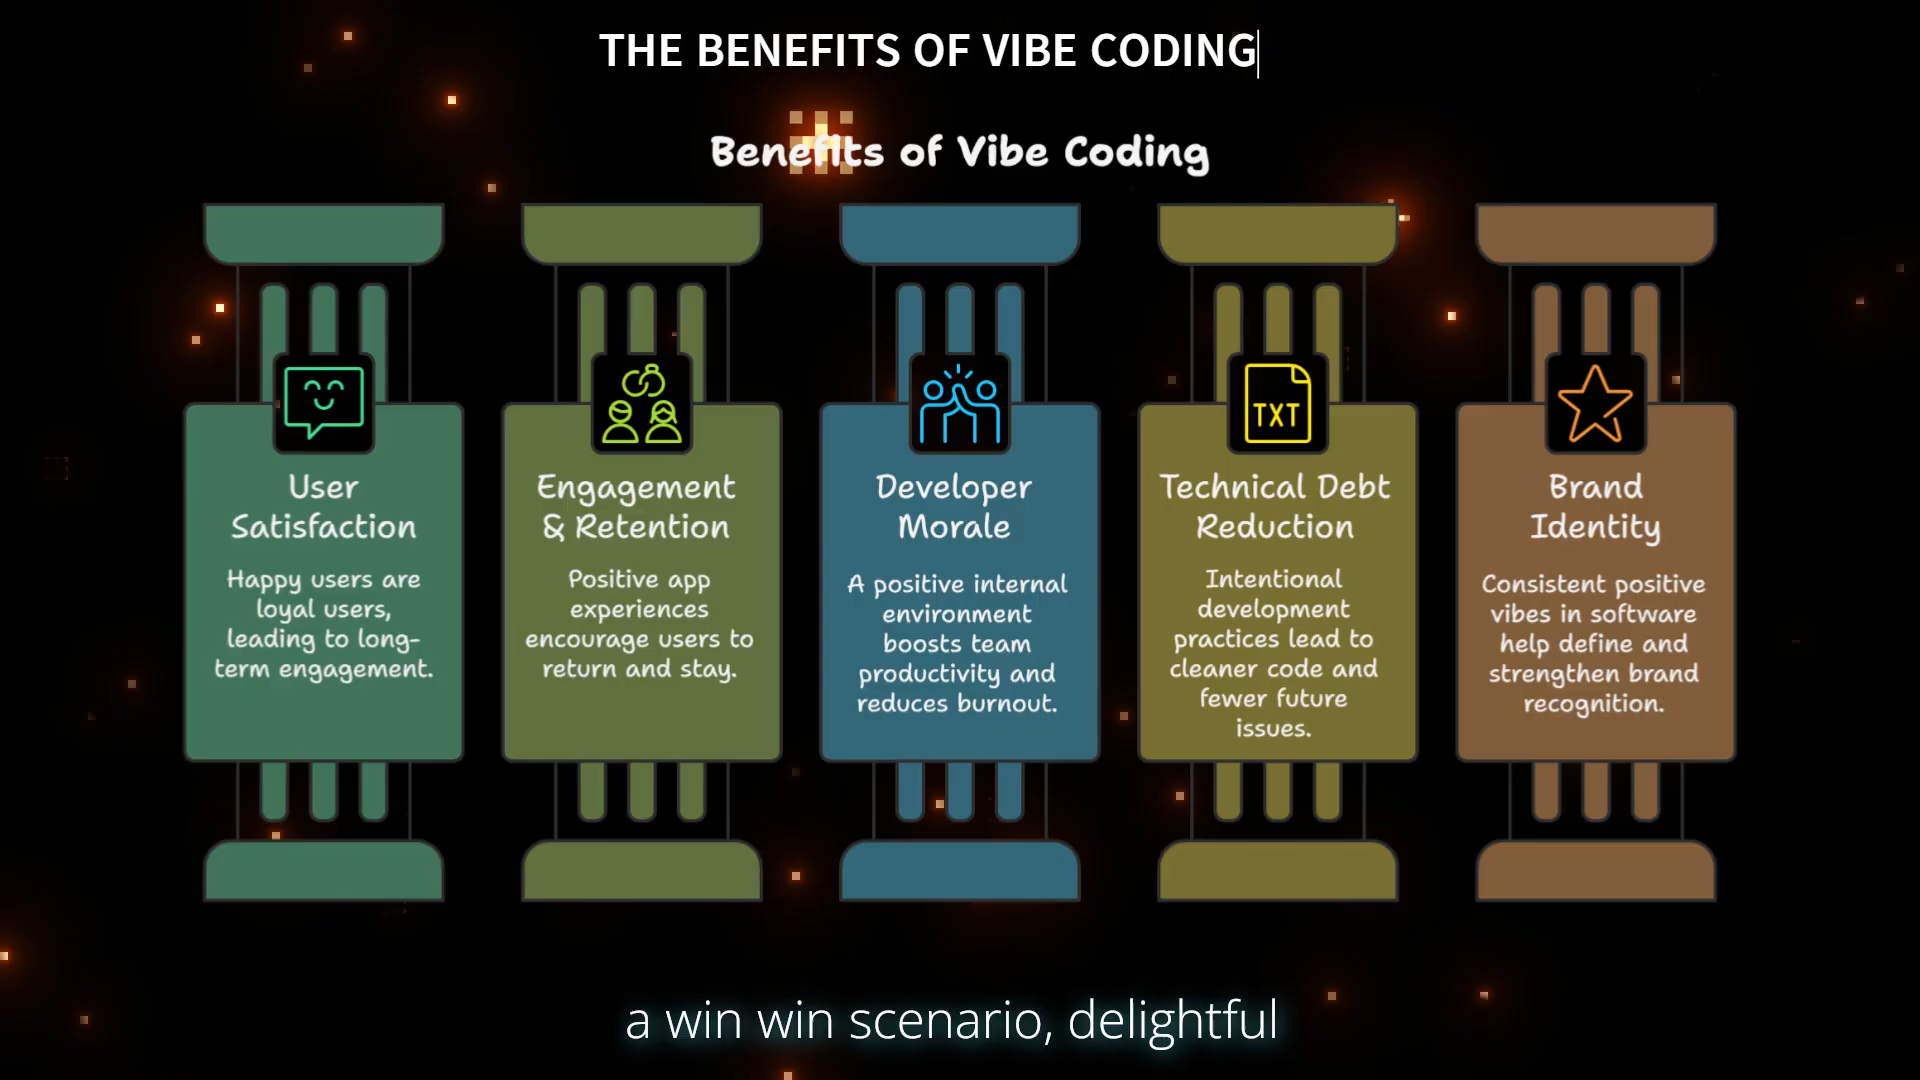 THE BENEFITS OF VIBE CODING
Benefits of Vibe Coding
User
Satisfaction
Happy users are
loyal users,
leading to long-
term engagement.
Engagement
& Retention
Positive app
experiences
encourage users to
return and stay.
Developer
Morale
A positive internal
environment
boosts team
productivity and
reduces burnout.
TXT
Technical Debt
Reduction
Intentional
development
practices lead to
cleaner code and
fewer future
issues.
Brand
Identity
Consistent positive
vibes in software
help define and
strengthen brand
recognition.
a win win scenario, delightful